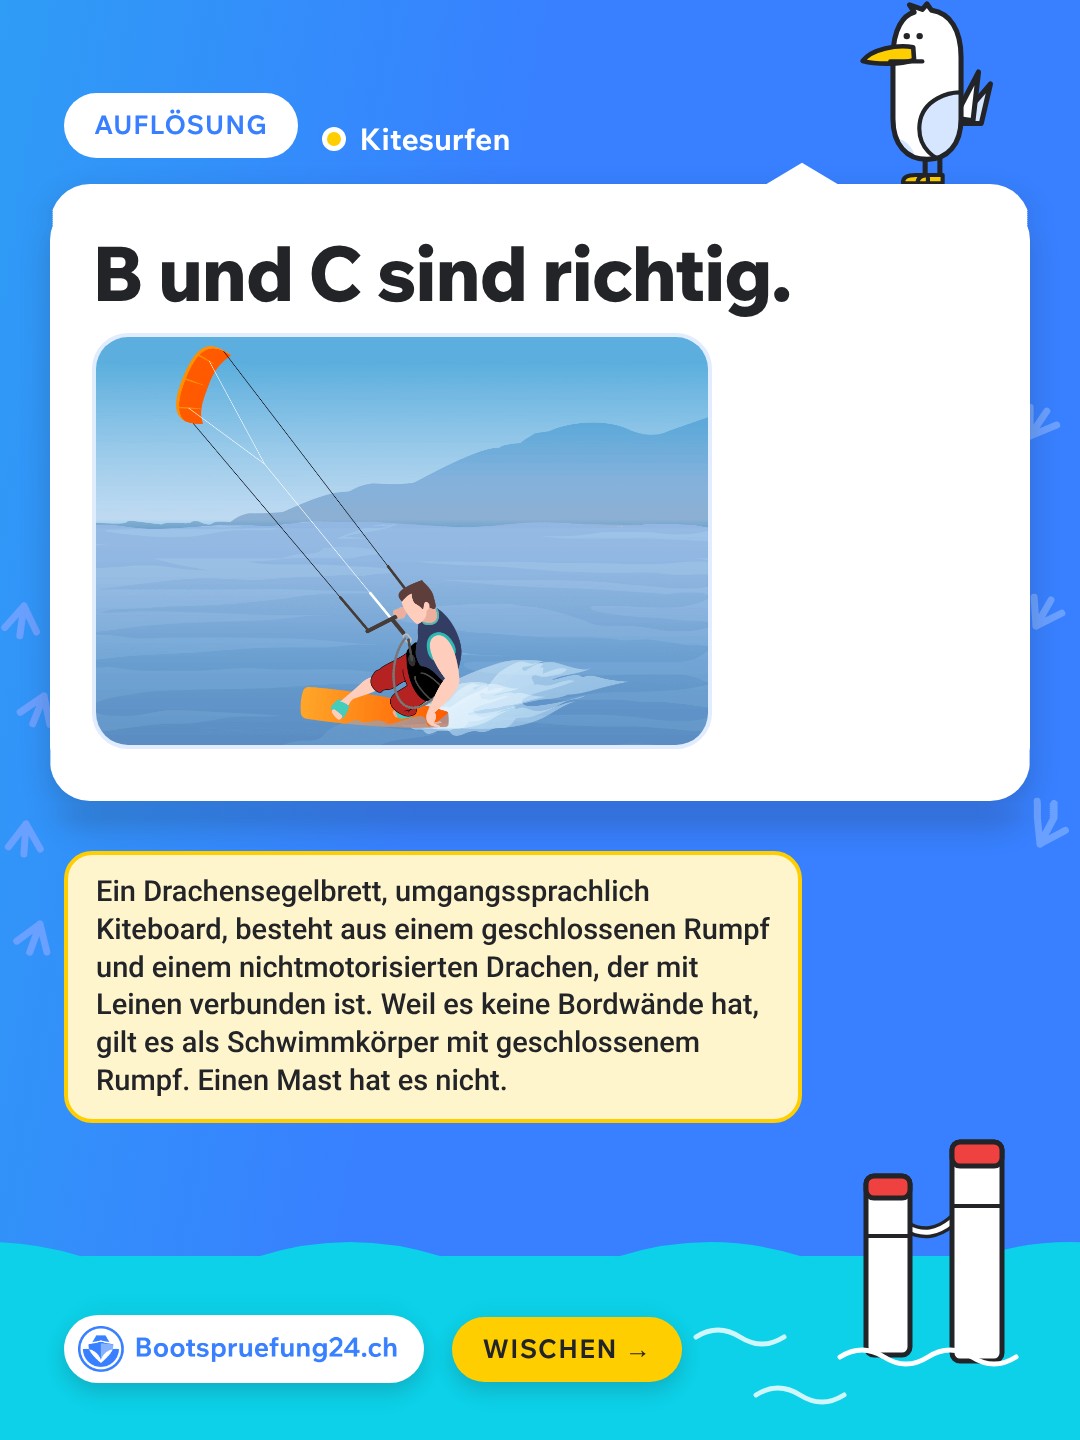 AUFLÖSUNG
Kitesurfen
B und C sind richtig.
Ein Drachensegelbrett, umgangssprachlich
Kiteboard, besteht aus einem geschlossenen Rumpf
und einem nichtmotorisierten Drachen, der mit
Leinen verbunden ist. Weil es keine Bordwände hat,
gilt es als Schwimmkörper mit geschlossenem
Rumpf. Einen Mast hat es nicht.
Bootspruefung24.ch
WISCHEN →